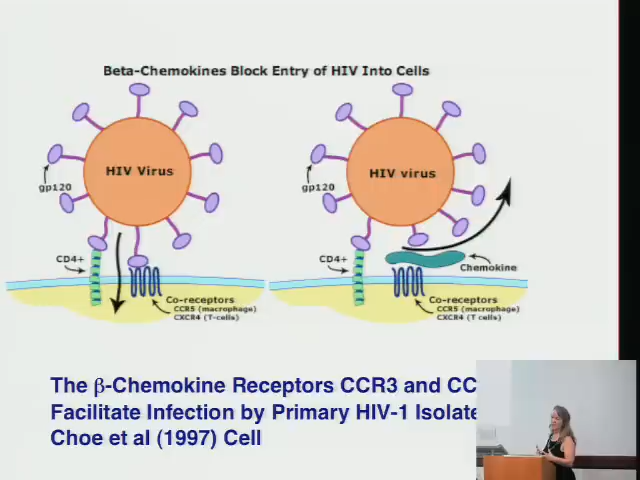 Beta-Chemokines Block Entry of HIV Into Cells
HIV Virus
gp120
CD4+
Co-receptors
CCR5 (macrophage)
CXCR4 (T-cells)
HIV virus
gp120
CD4+
Chemokine
Co-receptors
CCR5 (macrophage)
CXCR4 (T cells)
The β-Chemokine Receptors CCR3 and CC
Facilitate Infection by Primary HIV-1 Isolate
Choe et al (1997) Cell